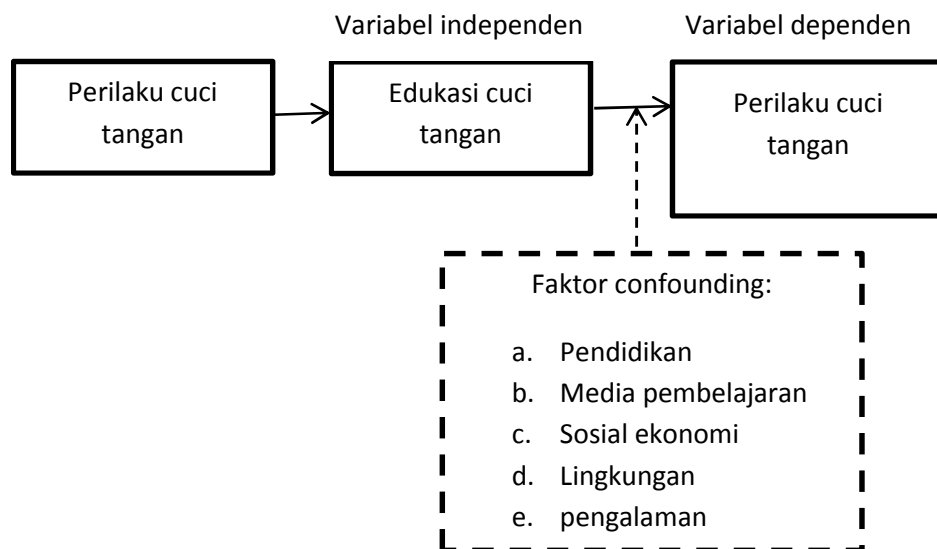 Variabel independen
Variabel dependen
Perilaku cuci
tangan
Edukasi cuci
tangan
Perilaku cuci
tangan
Faktor confounding:
a. Pendidikan
b. Media pembelajaran
c. Sosial ekonomi
d. Lingkungan
e. pengalaman